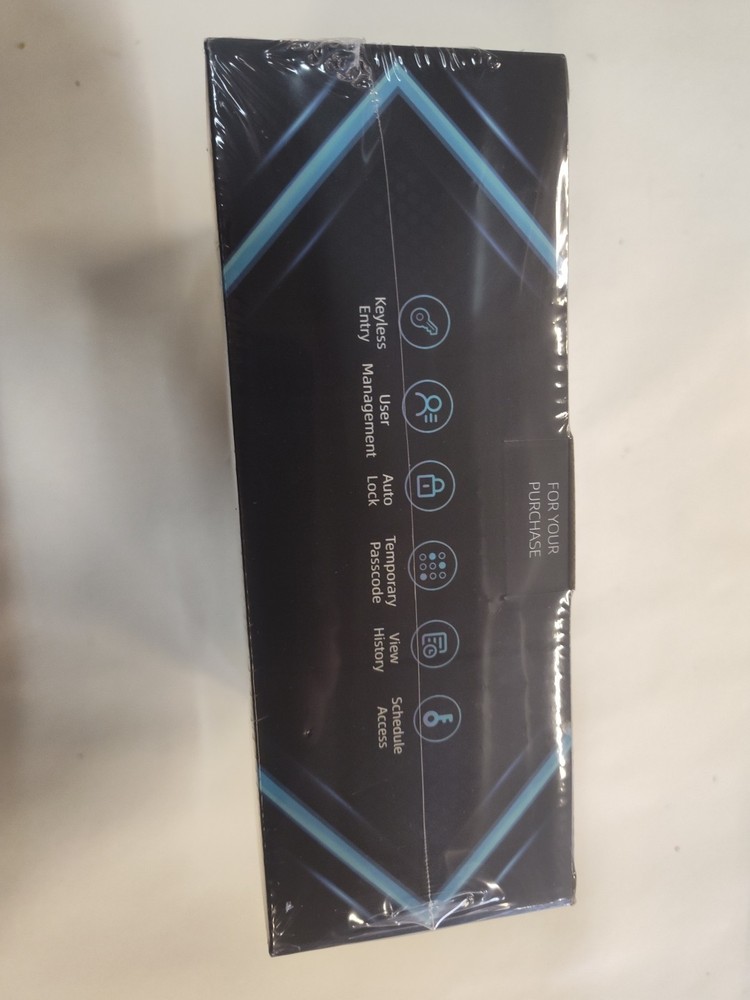 FOR YOUR
PURCHASE
Keyless
Entry
User
Management
Auto
Lock
Temporary
Passcode
View
History
Schedule
Access